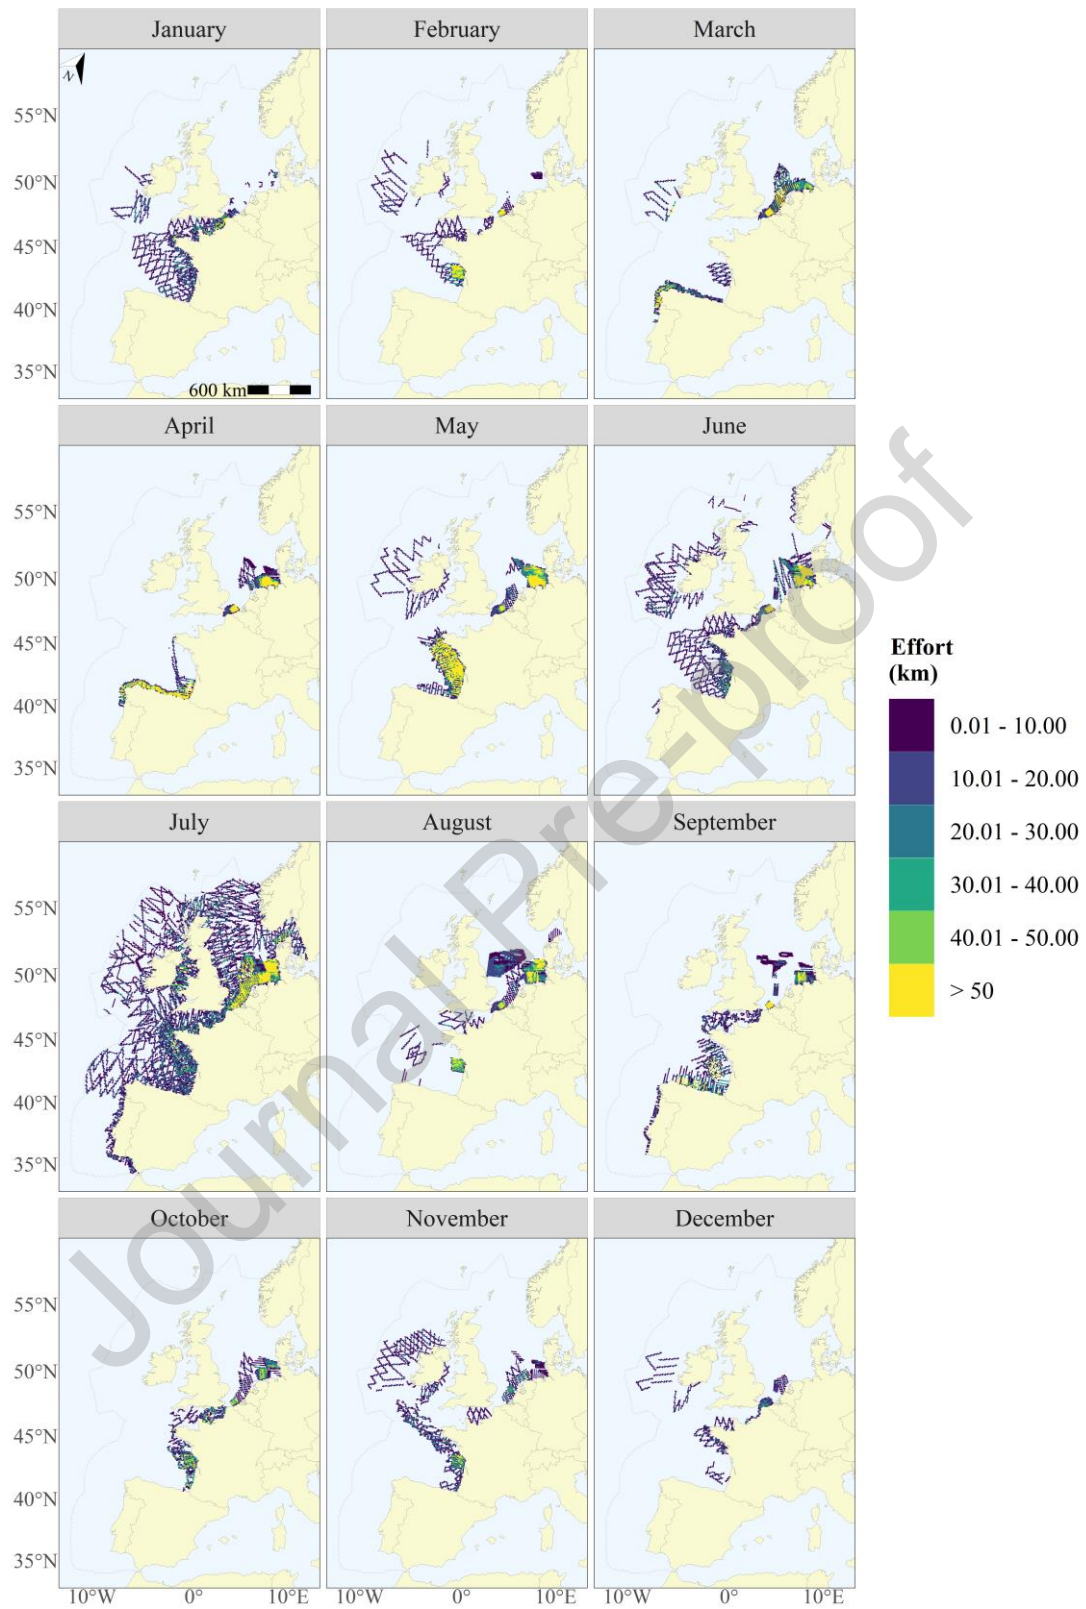 January
February
March
N
55°N
50°N
45°N
40°N
35°N
600 km
April
May
June
55°N
50°N
45°N
40°N
35°N
Effort
(km)
0.01 - 10.00
10.01 - 20.00
20.01 - 30.00
30.01 - 40.00
40.01 - 50.00
> 50
July
August
September
55°N
50°N
45°N
40°N
35°N
October
November
December
55°N
50°N
45°N
40°N
35°N
10°W 0° 10°E
10°W 0° 10°E
10°W 0° 10°E
Journal Pre-proof